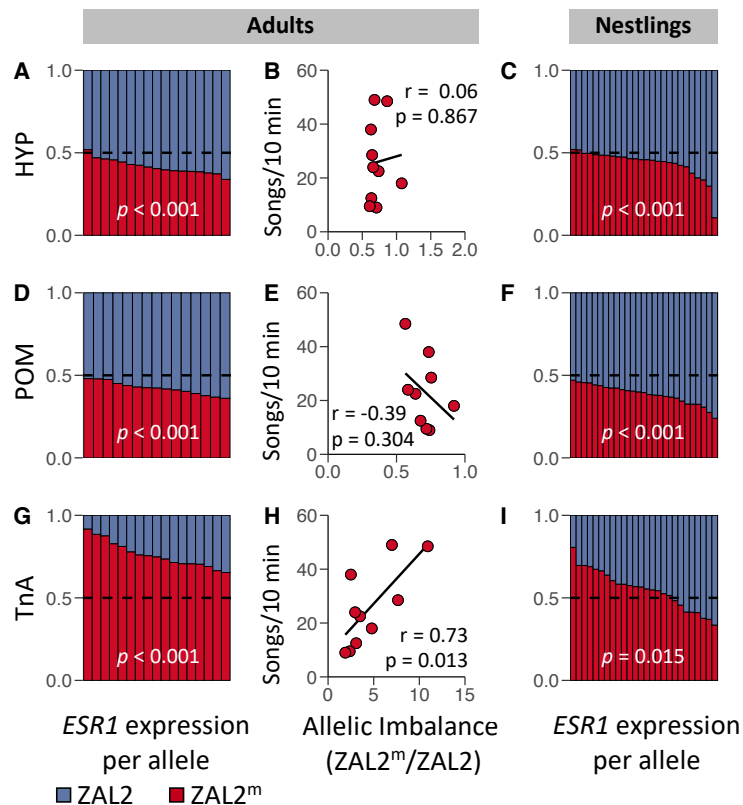 Adults
Nestlings
A
B
C
HYP
1.0
0.5
0.0
p < 0.001
Songs/10 min
60
40
20
0
r = 0.06
p = 0.867
0.0 0.5 1.0 1.5 2.0
1.0
0.5
0.0
p < 0.001
D
E
F
POM
1.0
0.5
0.0
p < 0.001
Songs/10 min
60
40
20
0
r = -0.39
p = 0.304
0 0.5 1.0
1.0
0.5
0.0
p < 0.001
G
H
I
TnA
1.0
0.5
0.0
p < 0.001
Songs/10 min
60
40
20
0
r = 0.73
p = 0.013
0 5 10 15
1.0
0.5
0.0
p = 0.015
ESR1 expression
per allele
Allelic Imbalance
(ZAL2ᵐ/ZAL2)
ESR1 expression
per allele
ZAL2 ZAL2ᵐ